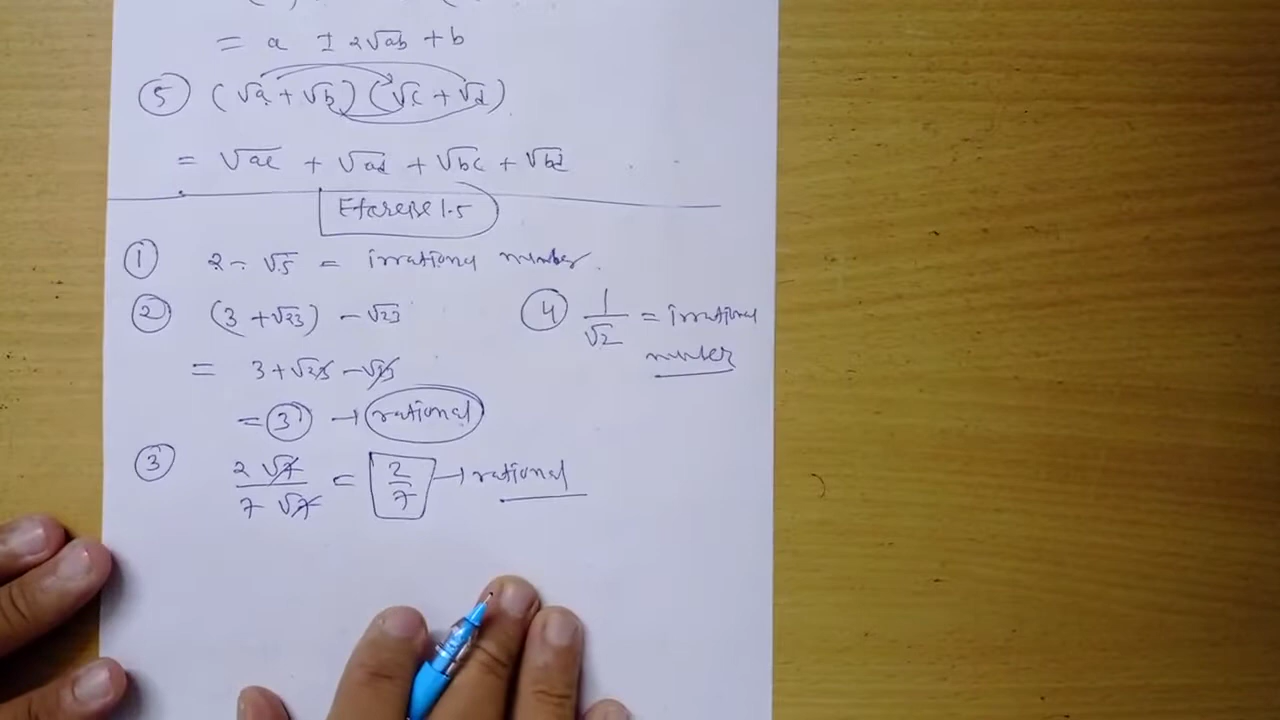 = a ± 2√ab + b
⑤ (√a + √b) (√c + √d)
= √ac + √ad + √bc + √bd
Exercise 1.5
① 2 - √5 = irrational number.
② (3 + √23) - √23
= 3 + √23 - √23
= 3 → rational
③ 2√7 / 7√7 = 2/7 → rational
④ 1/√2 = irrational
number